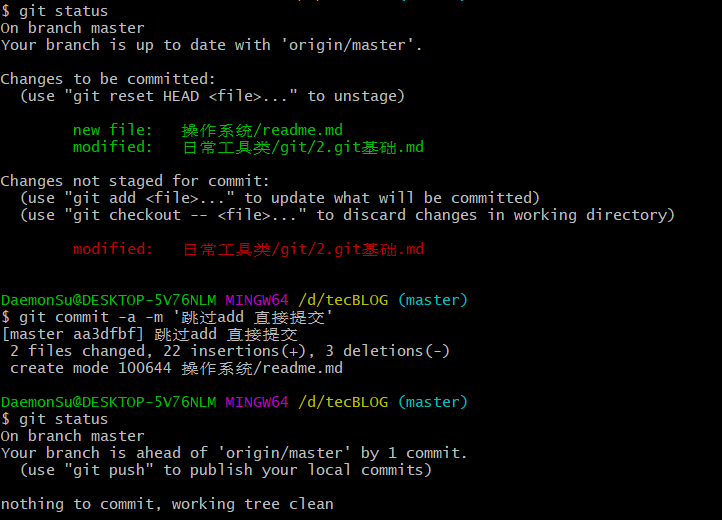 $ git status
On branch master
Your branch is up to date with 'origin/master'.
Changes to be committed:
(use "git reset HEAD <file>..." to unstage)
new file: 操作系统/readme.md
modified: 日常工具类/git/2.git基础.md
Changes not staged for commit:
(use "git add <file>..." to update what will be committed)
(use "git checkout -- <file>..." to discard changes in working directory)
modified: 日常工具类/git/2.git基础.md
DaemonSu@DESKTOP-5V76NLM MINGW64 /d/tecBLOG (master)
$ git commit -a -m '跳过add 直接提交'
[master aa3dfbf] 跳过add 直接提交
2 files changed, 22 insertions(+), 3 deletions(-)
create mode 100644 操作系统/readme.md
DaemonSu@DESKTOP-5V76NLM MINGW64 /d/tecBLOG (master)
$ git status
On branch master
Your branch is ahead of 'origin/master' by 1 commit.
(use "git push" to publish your local commits)
nothing to commit, working tree clean